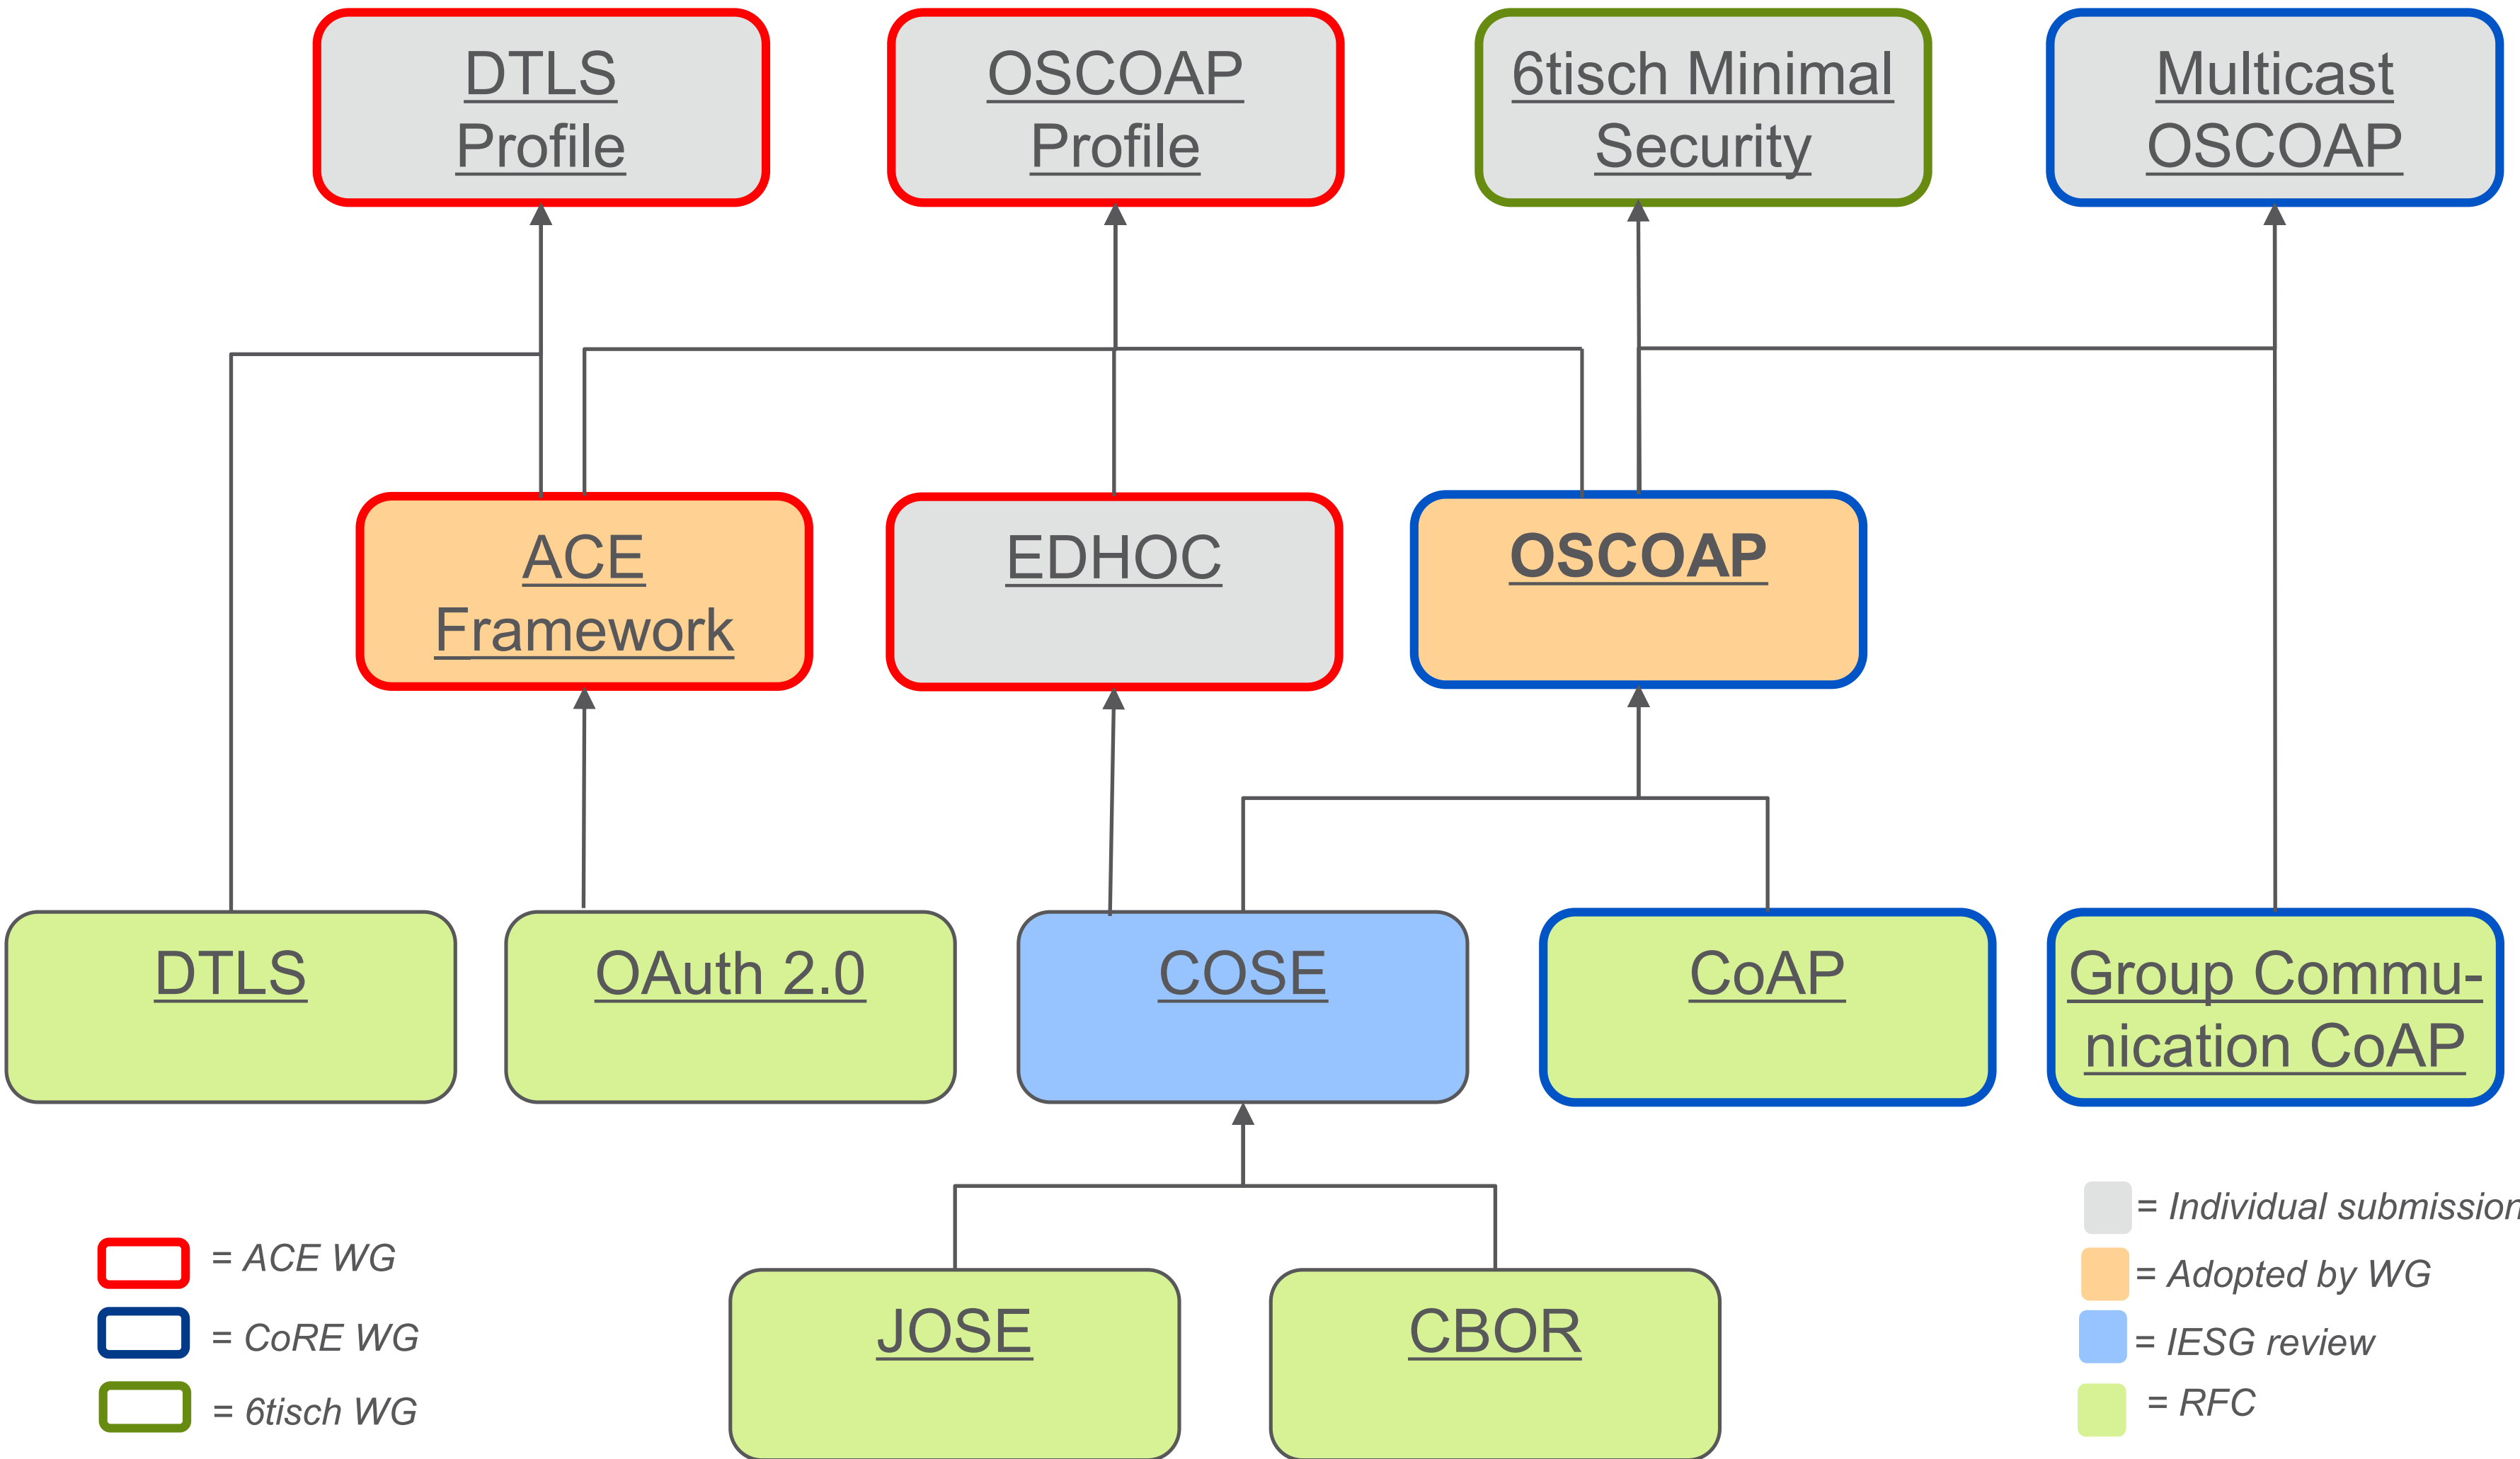 DTLS
Profile
OSCOAP
Profile
6tisch Minimal
Security
Multicast
OSCOAP
ACE
Framework
EDHOC
OSCOAP
DTLS
OAuth 2.0
COSE
CoAP
Group Commu-
nication CoAP
JOSE
CBOR
= ACE WG
= CoRE WG
= 6tisch WG
= Individual submission
= Adopted by WG
= IESG review
= RFC